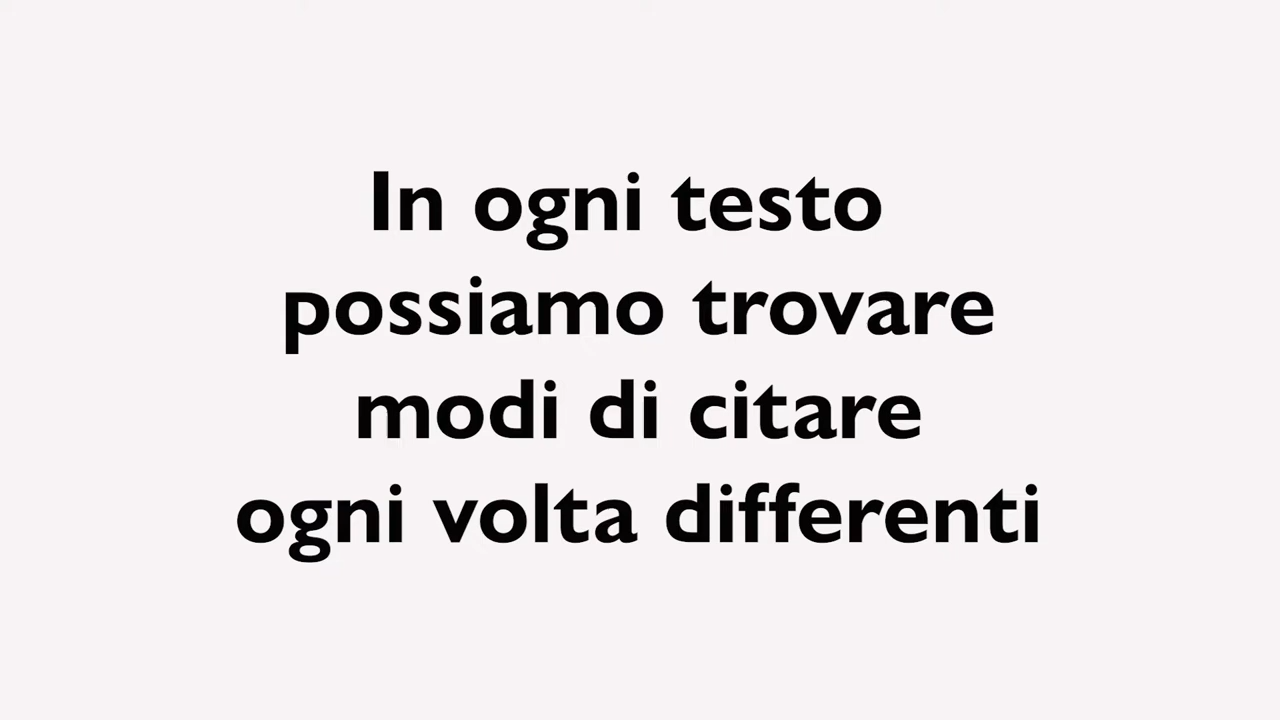 In ogni testo
possiamo trovare
modi di citare
ogni volta differenti